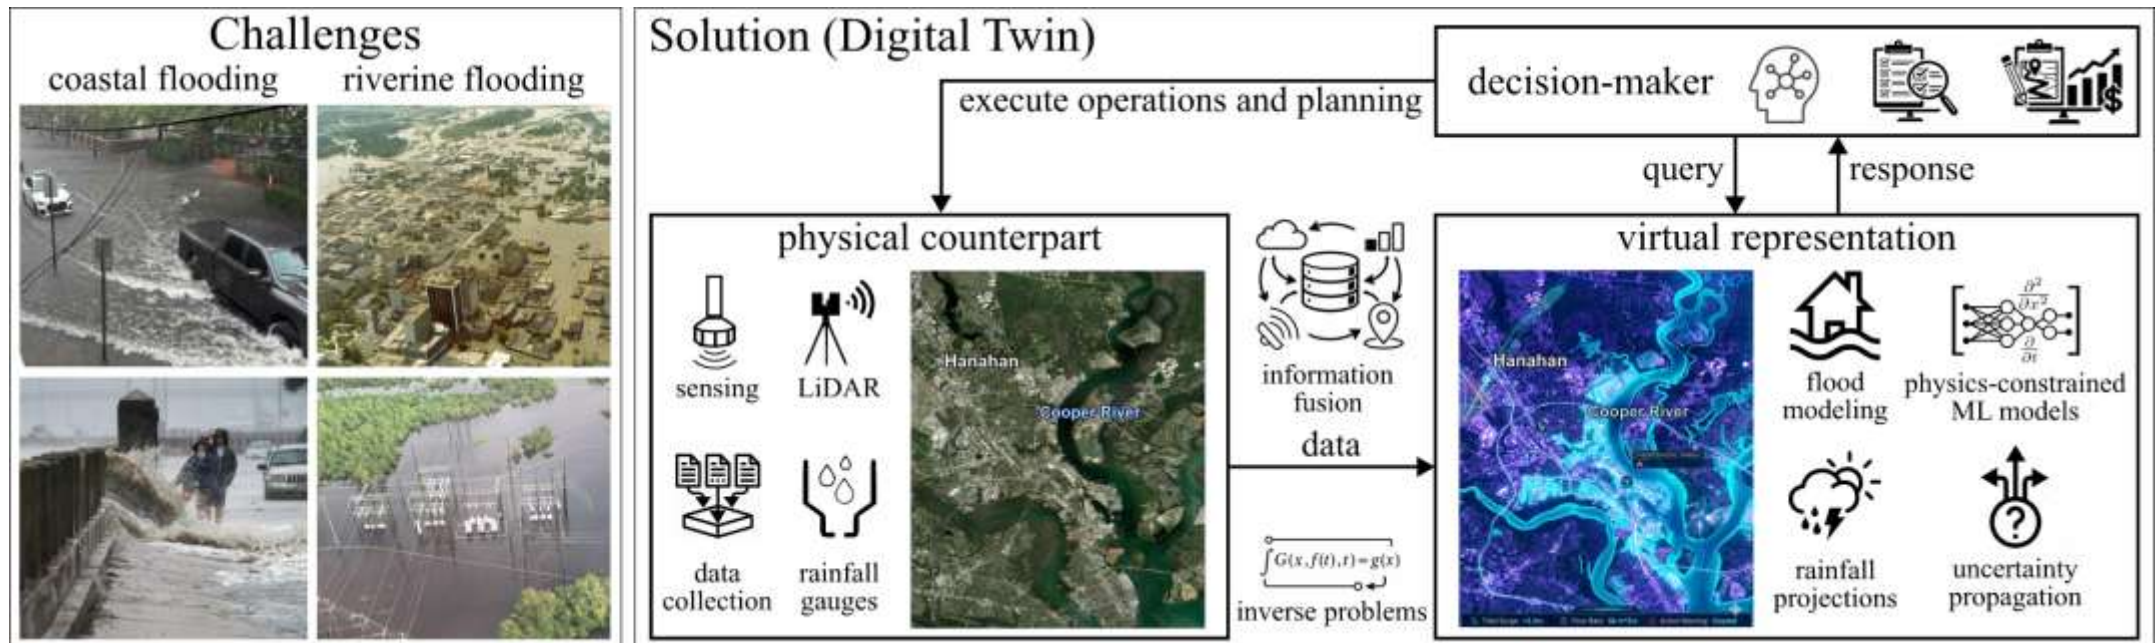 Challenges
coastal flooding
riverine flooding
Solution (Digital Twin)
decision-maker
execute operations and planning
query
response
physical counterpart
sensing
LiDAR
data
collection
rainfall
gauges
Hanahan
Cooper River
information
fusion
data
∫G(x,f(t),t)=g(x)
inverse problems
virtual representation
Hanahan
Cooper River
flood
modeling
∂²
∂x²
∂
∂t
physics-constrained
ML models
rainfall
projections
?
uncertainty
propagation